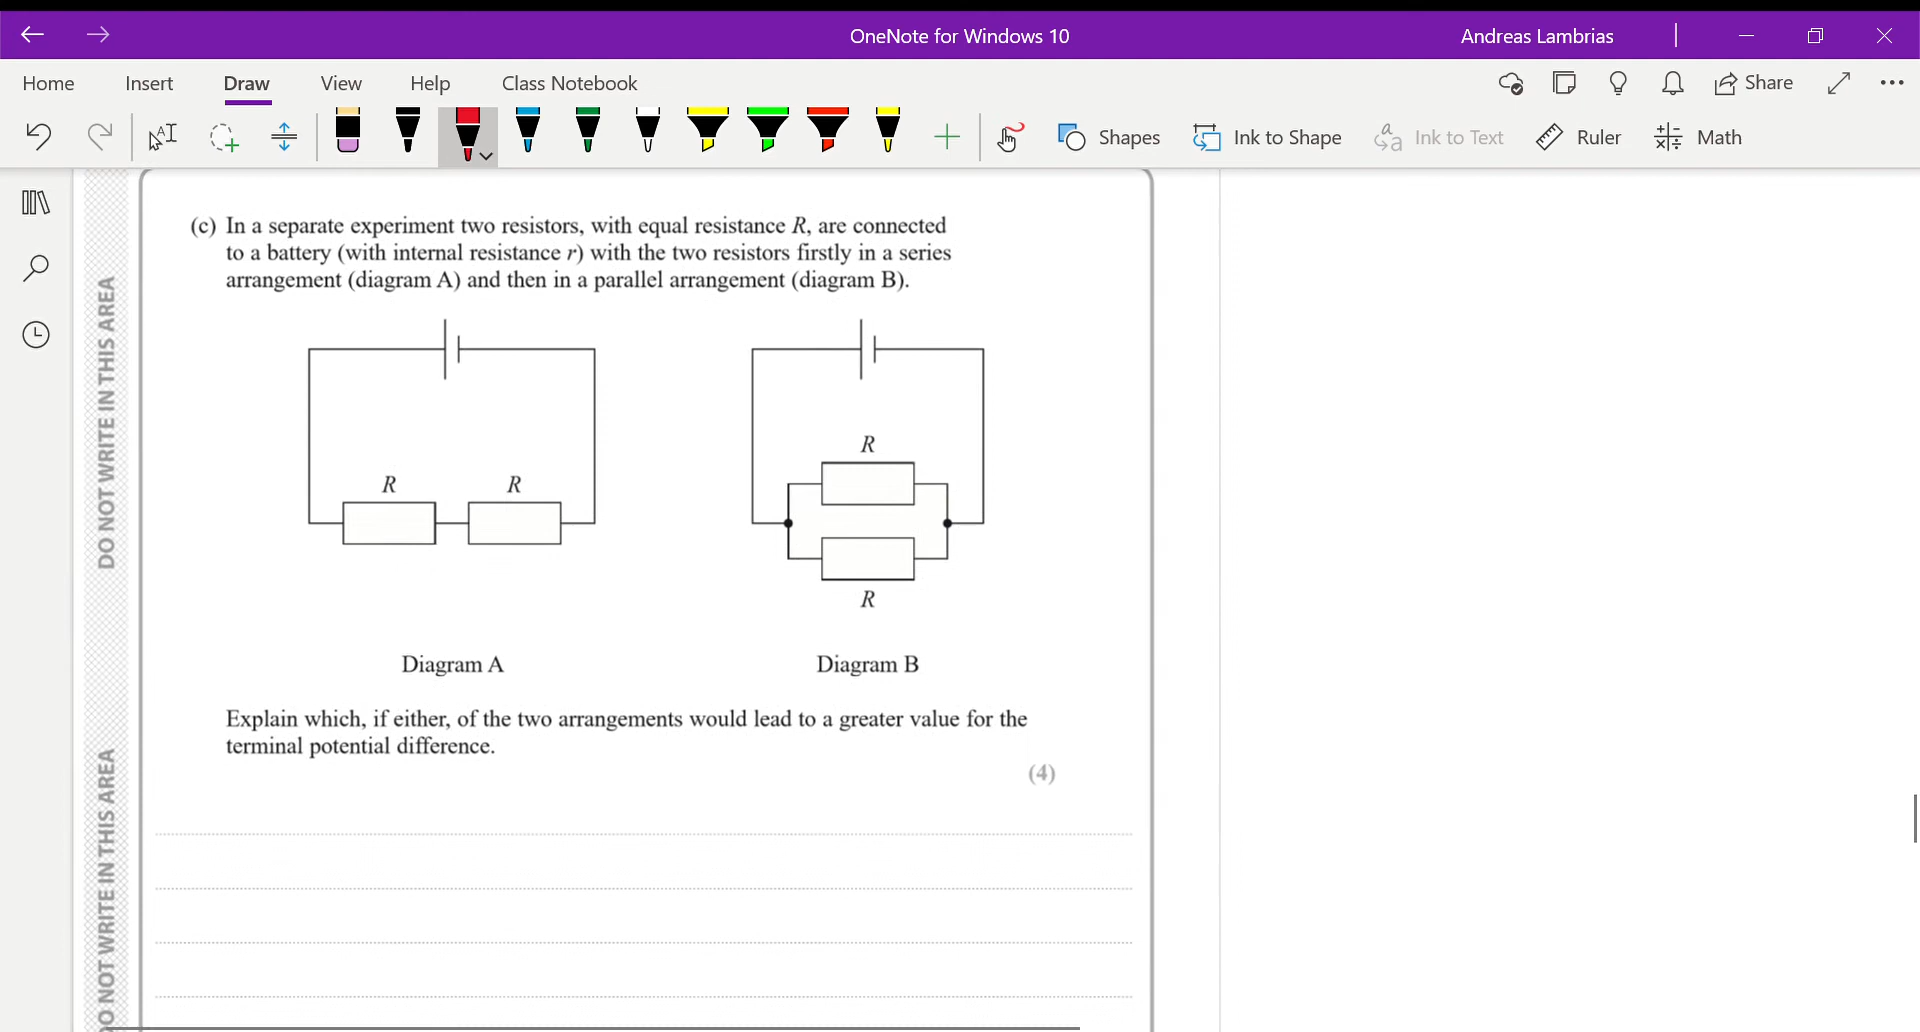 OneNote for Windows 10
Andreas Lambrias
Home Insert Draw View Help Class Notebook
Share
Shapes Ink to Shape Ink to Text Ruler Math
(c) In a separate experiment two resistors, with equal resistance R, are connected
to a battery (with internal resistance r) with the two resistors firstly in a series
arrangement (diagram A) and then in a parallel arrangement (diagram B).
R R
R
R
Diagram A
Diagram B
Explain which, if either, of the two arrangements would lead to a greater value for the
terminal potential difference.
(4)
DO NOT WRITE IN THIS AREA
DO NOT WRITE IN THIS AREA